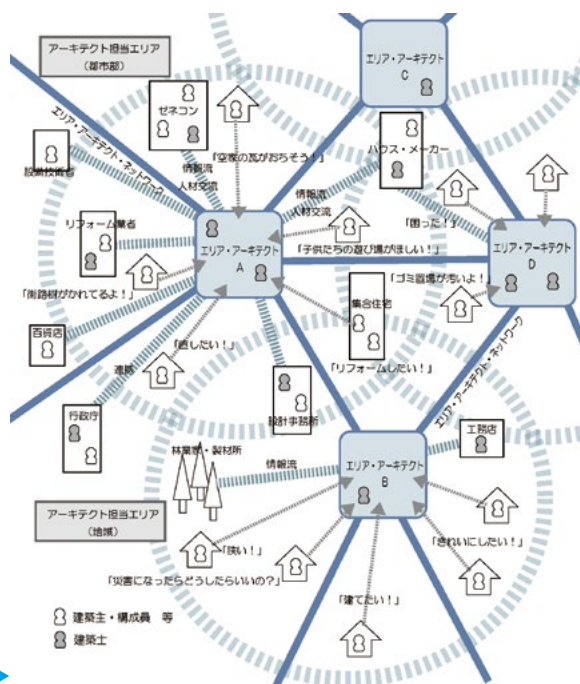 アーキテクト担当エリア
（都市部）
エリア・アーキテクト
C
ゼネコン
ハウス・メーカー
エリア・アーキテクト・ネットワーク
設備技術者
「空家の瓦がおちそう！」
情報流
人材交流
情報流
人材交流
「困った！」
リフォーム業者
エリア・アーキテクト
A
「子供たちの遊び場がほしい！」
エリア・アーキテクト
D
「街路樹がかれてるよ！」
「ゴミ置場が汚いよ！」
集合住宅
百貨店
「直したい！」
連携
「リフォームしたい！」
エリア・アーキテクト・ネットワーク
行政庁
設計事務所
工務店
林業家・製材所
情報流
エリア・アーキテクト
B
アーキテクト担当エリア
（地域）
「狭い！」
「きれいにしたい！」
「災害になったらどうしたらいいの？」
「建てたい！」
建築主・構成員　等
建築士